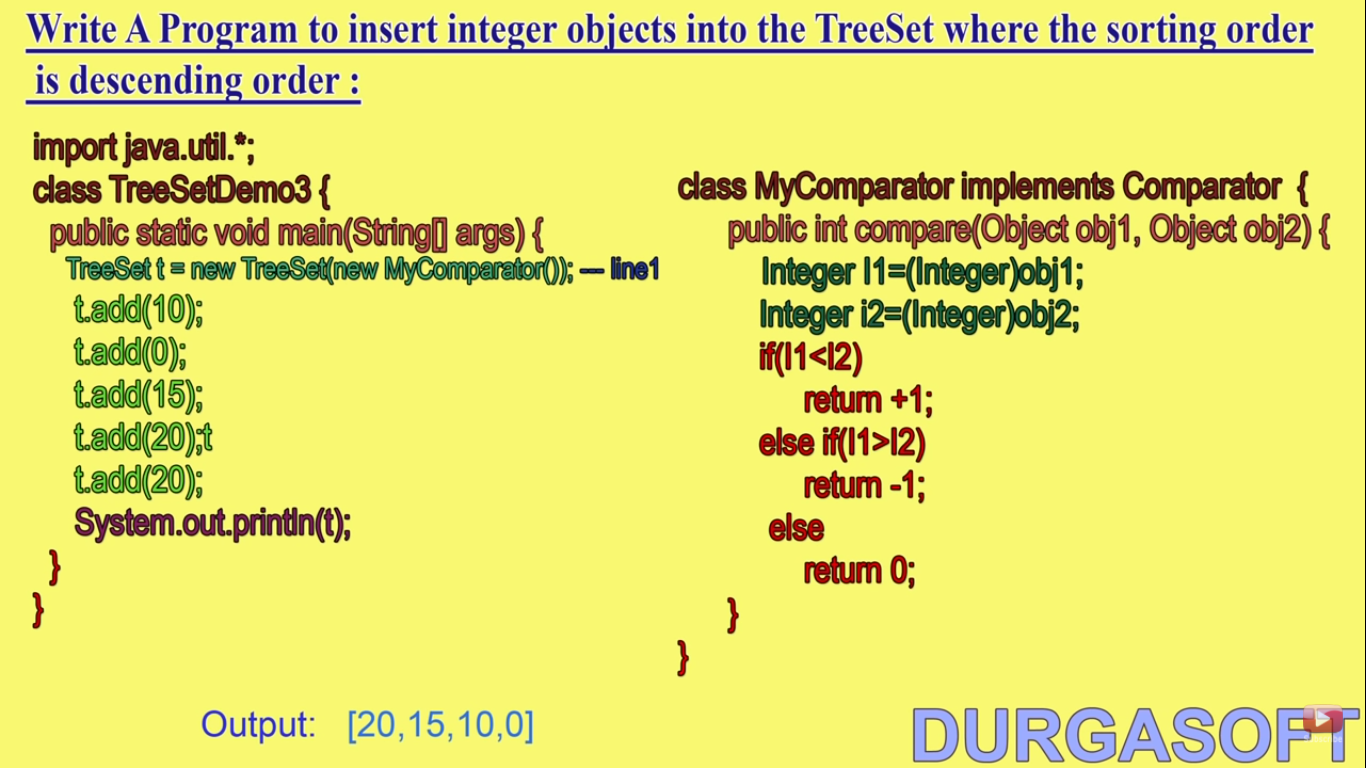 Write A Program to insert integer objects into the TreeSet where the sorting order
is descending order :
import java.util.*;
class TreeSetDemo3 {
public static void main(String[] args) {
TreeSet t = new TreeSet(new MyComparator()); --- line1
t.add(10);
t.add(0);
t.add(15);
t.add(20);t
t.add(20);
System.out.println(t);
}
}
class MyComparator implements Comparator {
public int compare(Object obj1, Object obj2) {
Integer I1=(Integer)obj1;
Integer i2=(Integer)obj2;
if(I1<I2)
return +1;
else if(I1>I2)
return -1;
else
return 0;
}
}
Output: [20,15,10,0]
DURGASOFT